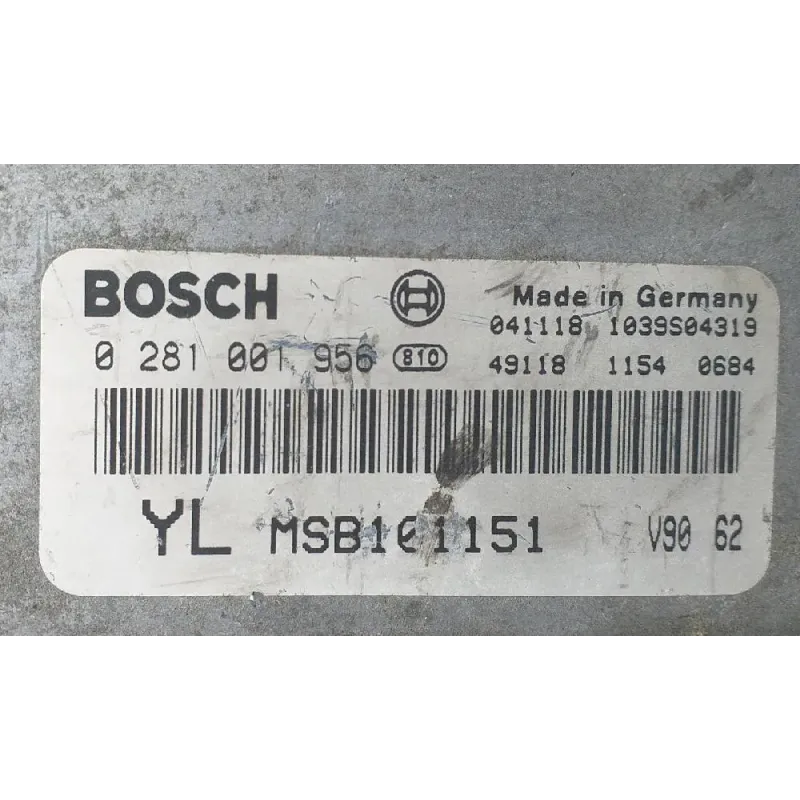 BOSCH Made in Germany
041118 1039S04319
0 281 001 956 810 49118 1154 0684
YL MSB101151 V90 62